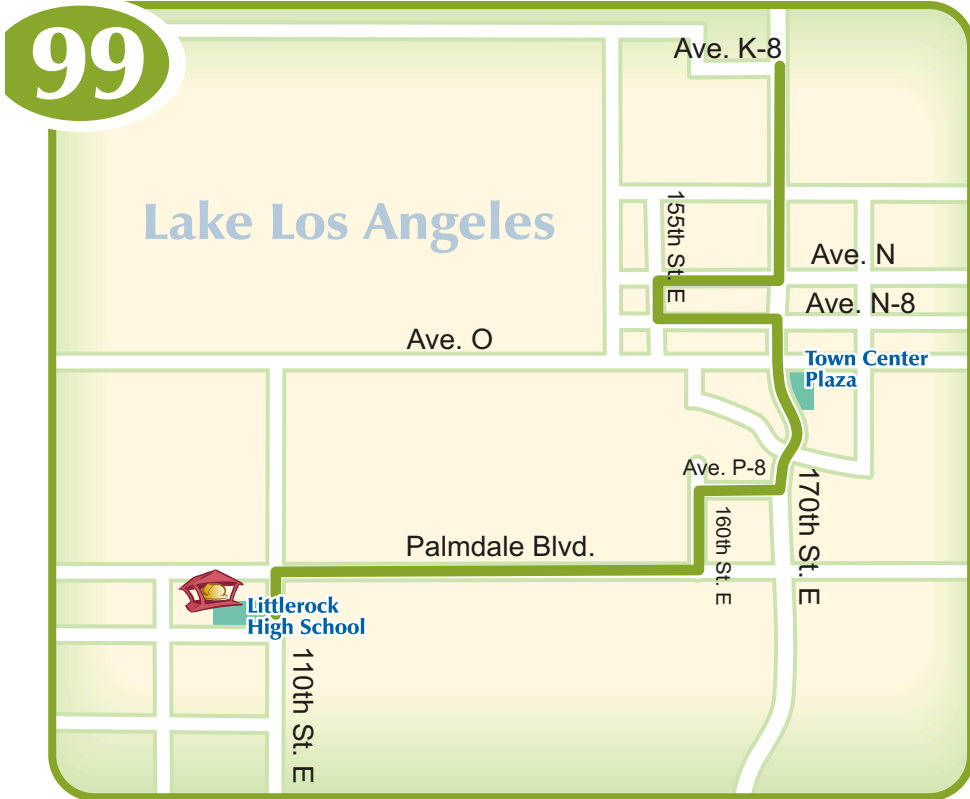 99
Ave. K-8
Lake Los Angeles
155th St. E
Ave. N
Ave. N-8
Ave. O
Town Center
Plaza
Ave. P-8
170th St. E
160th St. E
Palmdale Blvd.
Littlerock
High School
110th St. E